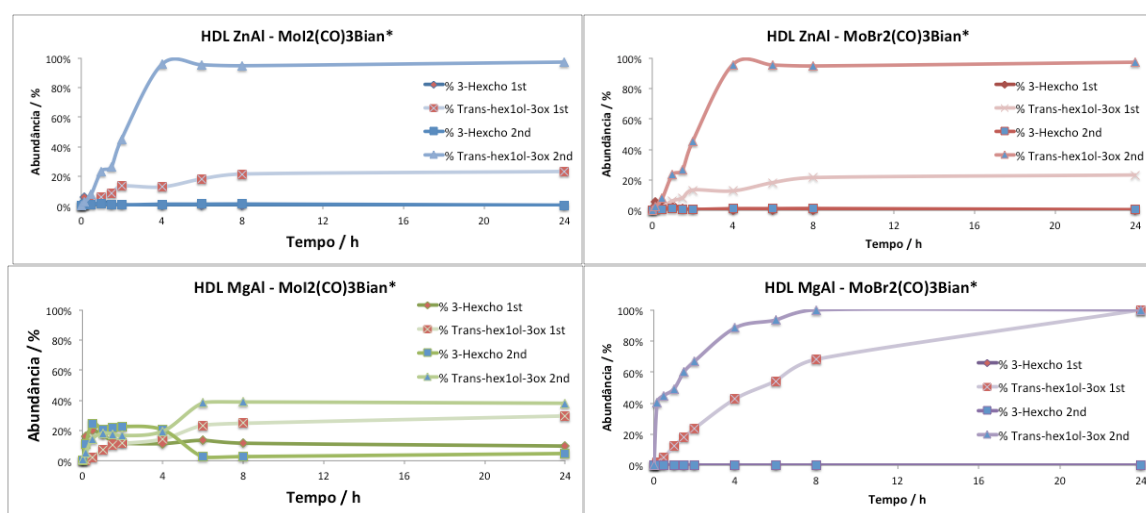 HDL ZnAl - MoI2(CO)3Bian*
Abundância / %
100%
80%
60%
40%
20%
0%
0
4
8
12
16
20
24
Tempo / h
% 3-Hexcho 1st
% Trans-hex1ol-3ox 1st
% 3-Hexcho 2nd
% Trans-hex1ol-3ox 2nd
HDL ZnAl - MoBr2(CO)3Bian*
Abundância / %
100%
80%
60%
40%
20%
0%
0
4
8
12
16
20
24
Tempo / h
% 3-Hexcho 1st
% Trans-hex1ol-3ox 1st
% 3-Hexcho 2nd
% Trans-hex1ol-3ox 2nd
HDL MgAl - MoI2(CO)3Bian*
Abundância / %
100%
80%
60%
40%
20%
0%
0
4
8
12
16
20
24
Tempo / h
% 3-Hexcho 1st
% Trans-hex1ol-3ox 1st
% 3-Hexcho 2nd
% Trans-hex1ol-3ox 2nd
HDL MgAl - MoBr2(CO)3Bian*
Abundância / %
100%
80%
60%
40%
20%
0%
0
4
8
12
16
20
24
Tempo / h
% 3-Hexcho 1st
% Trans-hex1ol-3ox 1st
% 3-Hexcho 2nd
% Trans-hex1ol-3ox 2nd